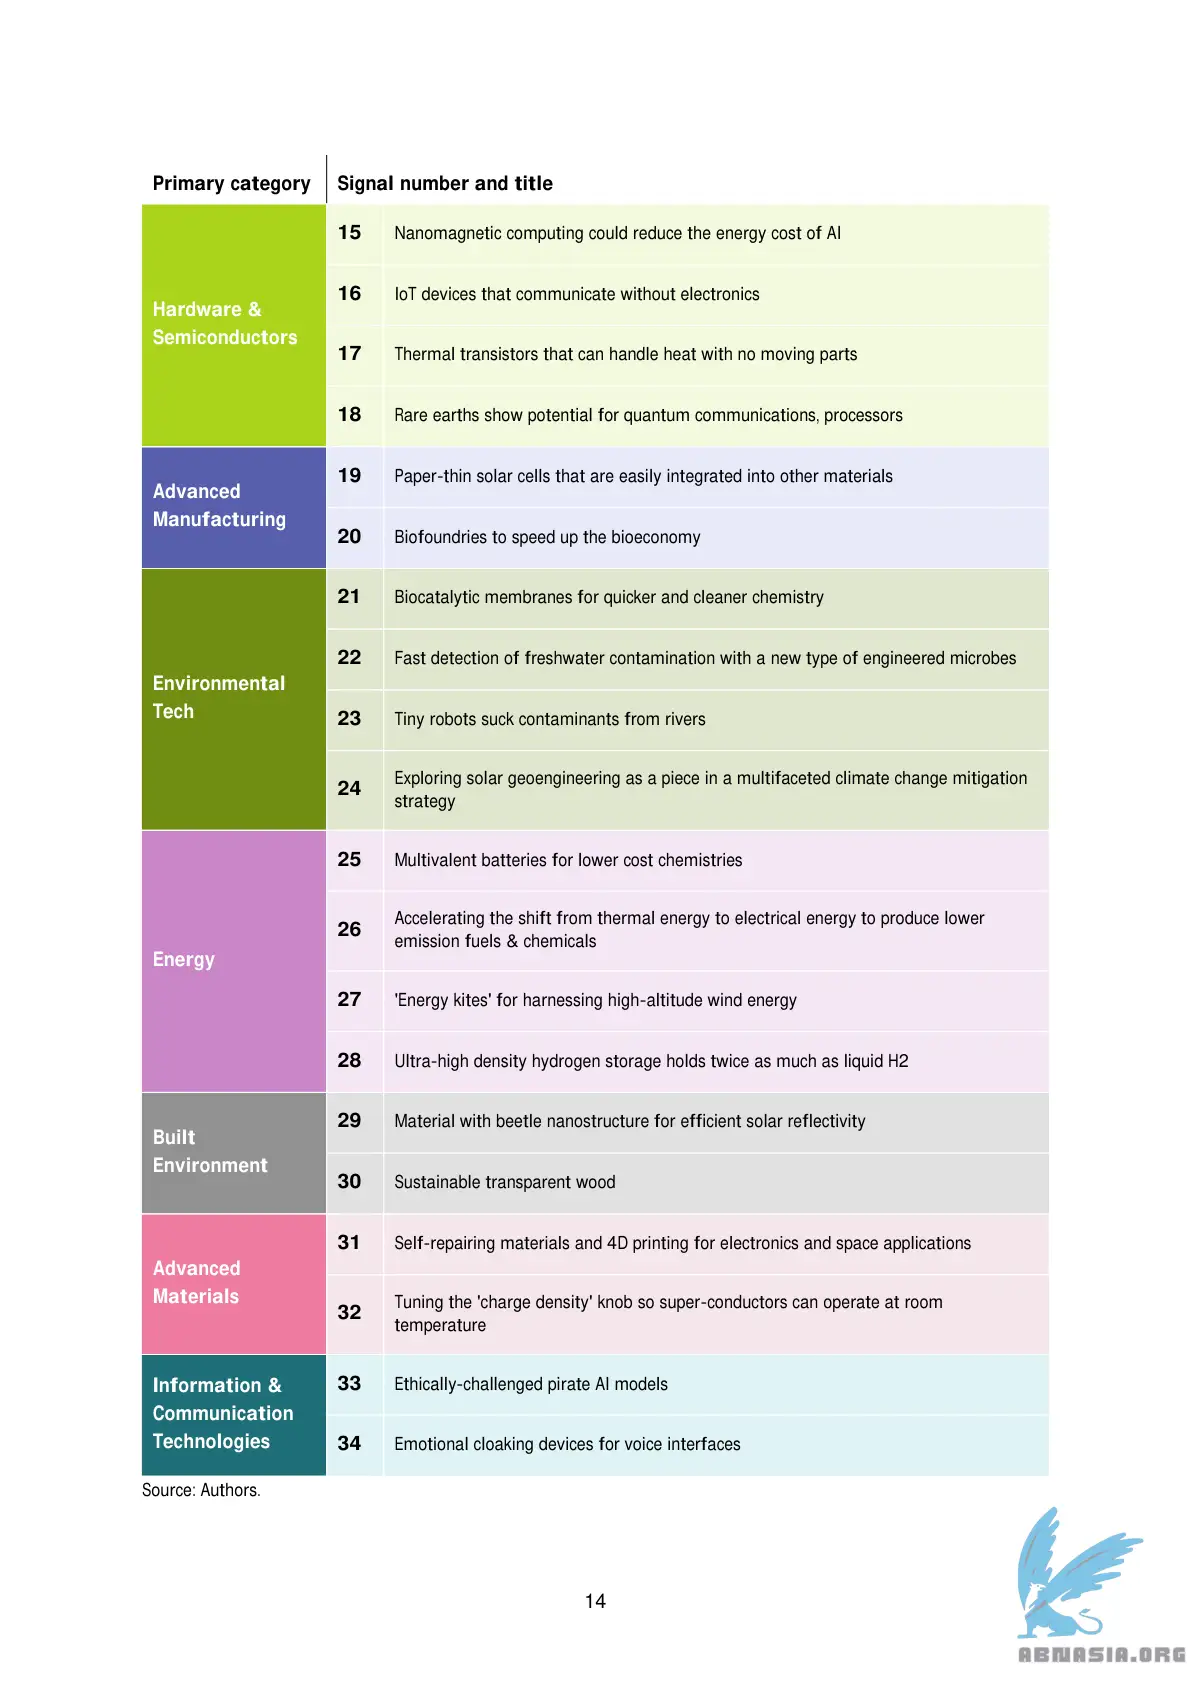 Primary category Signal number and title
Hardware &
Semiconductors
15 Nanomagnetic computing could reduce the energy cost of AI
16 IoT devices that communicate without electronics
17 Thermal transistors that can handle heat with no moving parts
18 Rare earths show potential for quantum communications, processors
Advanced
Manufacturing
19 Paper-thin solar cells that are easily integrated into other materials
20 Biofoundries to speed up the bioeconomy
Environmental
Tech
21 Biocatalytic membranes for quicker and cleaner chemistry
22 Fast detection of freshwater contamination with a new type of engineered microbes
23 Tiny robots suck contaminants from rivers
24 Exploring solar geoengineering as a piece in a multifaceted climate change mitigation
strategy
Energy
25 Multivalent batteries for lower cost chemistries
26 Accelerating the shift from thermal energy to electrical energy to produce lower
emission fuels & chemicals
27 'Energy kites' for harnessing high-altitude wind energy
28 Ultra-high density hydrogen storage holds twice as much as liquid H2
Built
Environment
29 Material with beetle nanostructure for efficient solar reflectivity
30 Sustainable transparent wood
Advanced
Materials
31 Self-repairing materials and 4D printing for electronics and space applications
32 Tuning the 'charge density' knob so super-conductors can operate at room
temperature
Information &
Communication
Technologies
33 Ethically-challenged pirate AI models
34 Emotional cloaking devices for voice interfaces
Source: Authors.
14
ABNASIA.ORG